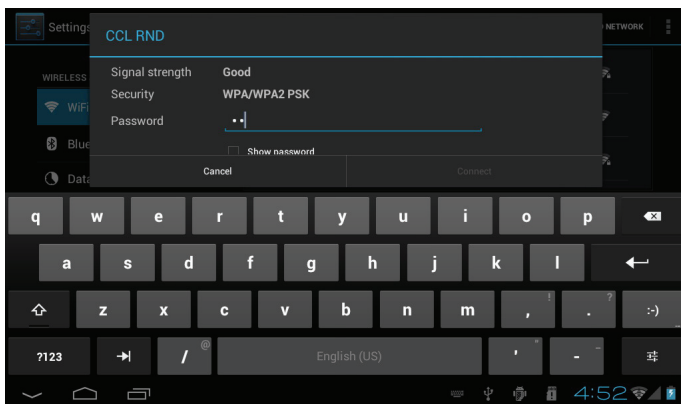 Settings
NETWORK
CCL RND
WIRELESS
Signal strength Good
Security WPA/WPA2 PSK
Password ••
WiFi
Show password
Blue
Cancel Connect
Data
q w e r t y u i o p
a s d f g h j k l
z x c v b n m , ! . ? :-)
?123 / @ English (US) ' " - _
4:52